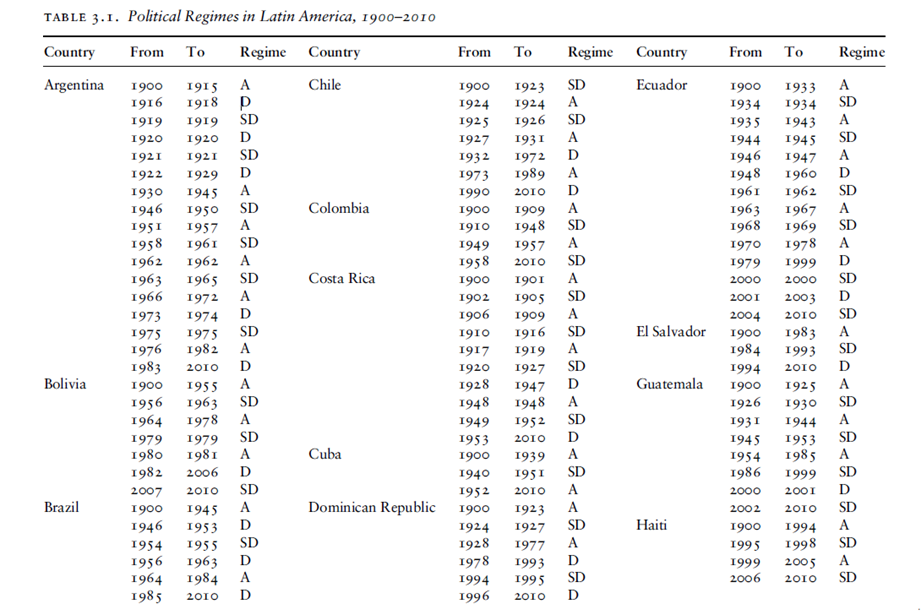 TABLE 3.1. Political Regimes in Latin America, 1900–2010
Country From To Regime Country From To Regime Country From To Regime
Argentina 1900 1915 A Chile 1900 1923 SD Ecuador 1900 1933 A
1916 1918 D 1924 1924 A 1934 1934 SD
1919 1919 SD 1925 1926 SD 1935 1943 A
1920 1920 D 1927 1931 A 1944 1945 SD
1921 1921 SD 1932 1972 D 1946 1947 A
1922 1929 D 1973 1989 A 1948 1960 D
1930 1945 A 1990 2010 D 1961 1962 SD
1946 1950 SD Colombia 1900 1909 A 1963 1967 A
1951 1957 A 1910 1948 SD 1968 1969 SD
1958 1961 SD 1949 1957 A 1970 1978 A
1962 1962 A 1958 2010 SD 1979 1999 D
1963 1965 SD Costa Rica 1900 1901 A 2000 2000 SD
1966 1972 A 1902 1905 SD 2001 2003 D
1973 1974 D 1906 1909 A 2004 2010 SD
1975 1975 SD 1910 1916 SD El Salvador 1900 1983 A
1976 1982 A 1917 1919 A 1984 1993 SD
1983 2010 D 1920 1927 SD 1994 2010 D
Bolivia 1900 1955 A 1928 1947 D Guatemala 1900 1925 A
1956 1963 SD 1948 1948 A 1926 1930 SD
1964 1978 A 1949 1952 SD 1931 1944 A
1979 1979 SD 1953 2010 D 1945 1953 SD
1980 1981 A Cuba 1900 1939 A 1954 1985 A
1982 2006 D 1940 1951 SD 1986 1999 SD
2007 2010 SD 1952 2010 A 2000 2001 D
Brazil 1900 1945 A Dominican Republic 1900 1923 A 2002 2010 SD
1946 1953 D 1924 1927 SD Haiti 1900 1994 A
1954 1955 SD 1928 1977 A 1995 1998 SD
1956 1963 D 1978 1993 D 1999 2005 A
1964 1984 A 1994 1995 SD 2006 2010 SD
1985 2010 D 1996 2010 D